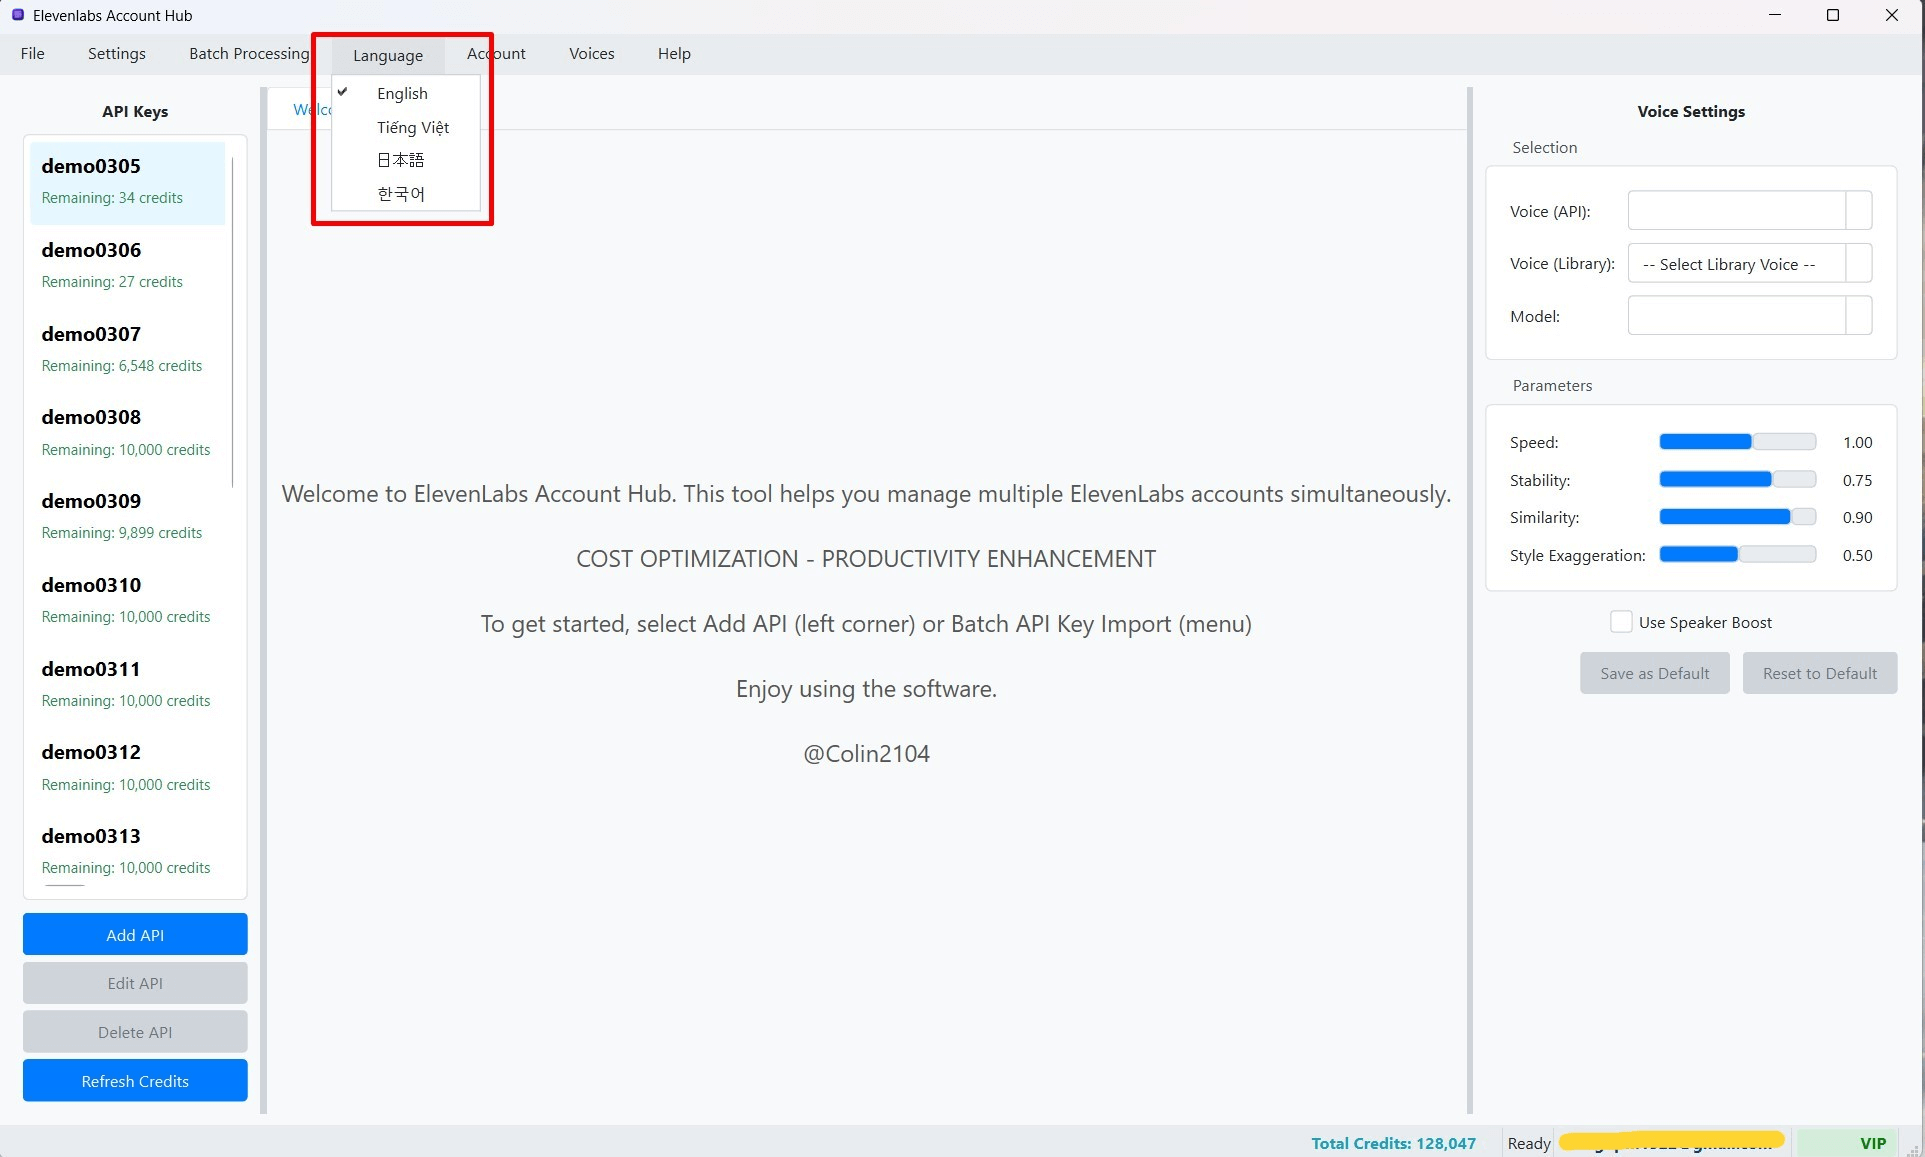 Elevenlabs Account Hub
File Settings Batch Processing Language Account Voices Help
English
Tiếng Việt
日本語
한국어
API Keys
demo0305
Remaining: 34 credits
demo0306
Remaining: 27 credits
demo0307
Remaining: 6,548 credits
demo0308
Remaining: 10,000 credits
demo0309
Remaining: 9,899 credits
demo0310
Remaining: 10,000 credits
demo0311
Remaining: 10,000 credits
demo0312
Remaining: 10,000 credits
demo0313
Remaining: 10,000 credits
Add API
Edit API
Delete API
Refresh Credits
Welcome to ElevenLabs Account Hub. This tool helps you manage multiple ElevenLabs accounts simultaneously.
COST OPTIMIZATION - PRODUCTIVITY ENHANCEMENT
To get started, select Add API (left corner) or Batch API Key Import (menu)
Enjoy using the software.
@Colin2104
Voice Settings
Selection
Voice (API):
Voice (Library): -- Select Library Voice --
Model:
Parameters
Speed: 1.00
Stability: 0.75
Similarity: 0.90
Style Exaggeration: 0.50
Use Speaker Boost
Save as Default Reset to Default
Total Credits: 128,047 Ready VIP